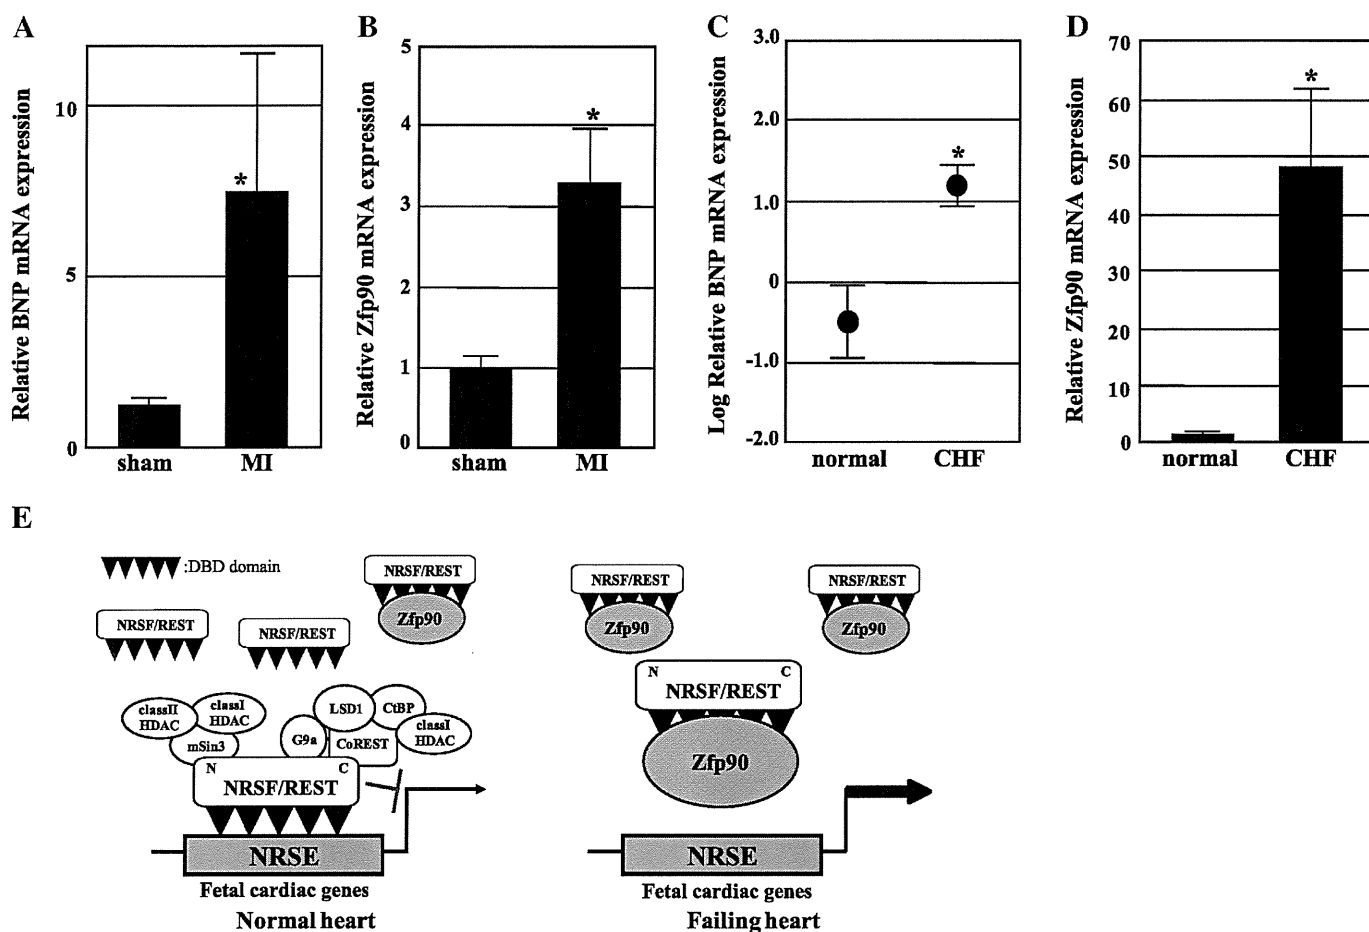 A
Relative BNP mRNA expression
10
5
0
sham MI
*
B
Relative Zfp90 mRNA expression
5
4
3
2
1
0
sham MI
*
C
Log Relative BNP mRNA expression
3.0
2.0
1.0
0
-1.0
-2.0
normal CHF
*
D
Relative Zfp90 mRNA expression
70
60
50
40
30
20
10
0
normal CHF
*
E
:DBD domain
NRSF/REST
Zfp90
NRSF/REST
NRSF/REST
classII
HDAC
classI
HDAC
mSin3
G9a
LSD1
CtBP
CoREST
classI
HDAC
N C
NRSF/REST
NRSE
Fetal cardiac genes
Normal heart
NRSF/REST
Zfp90
NRSF/REST
Zfp90
N C
NRSF/REST
Zfp90
NRSE
Fetal cardiac genes
Failing heart